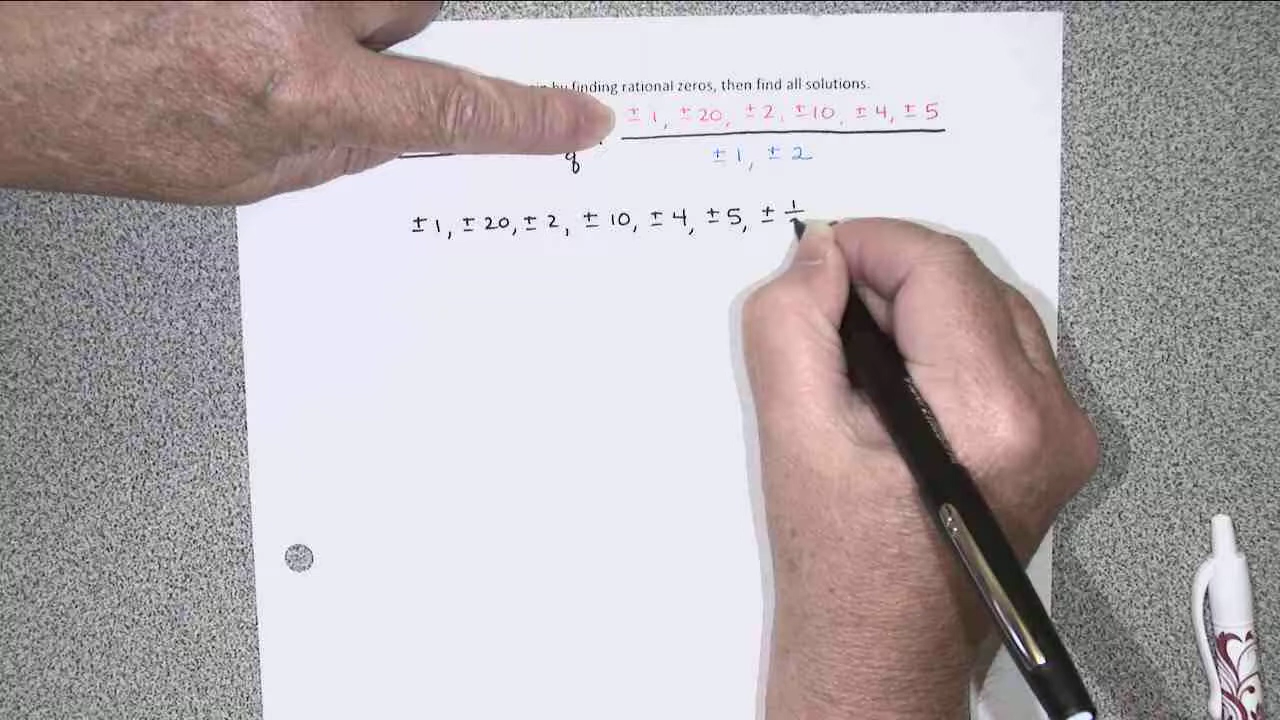 by finding rational zeros, then find all solutions.
± 1, ± 20, ± 2, ± 10, ± 4, ± 5
q ± 1, ± 2
± 1, ± 20, ± 2, ± 10, ± 4, ± 5, ± 1